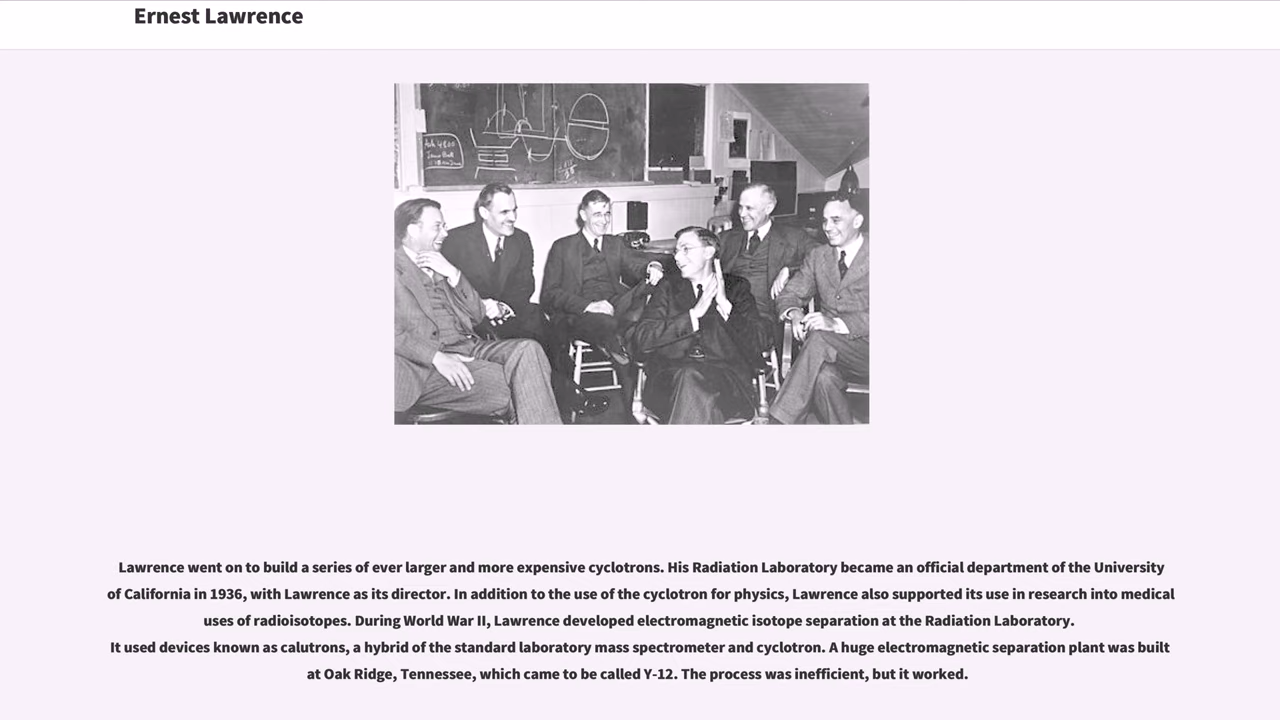 Ernest Lawrence
Lawrence went on to build a series of ever larger and more expensive cyclotrons. His Radiation Laboratory became an official department of the University
of California in 1936, with Lawrence as its director. In addition to the use of the cyclotron for physics, Lawrence also supported its use in research into medical
uses of radioisotopes. During World War II, Lawrence developed electromagnetic isotope separation at the Radiation Laboratory.
It used devices known as calutrons, a hybrid of the standard laboratory mass spectrometer and cyclotron. A huge electromagnetic separation plant was built
at Oak Ridge, Tennessee, which came to be called Y-12. The process was inefficient, but it worked.